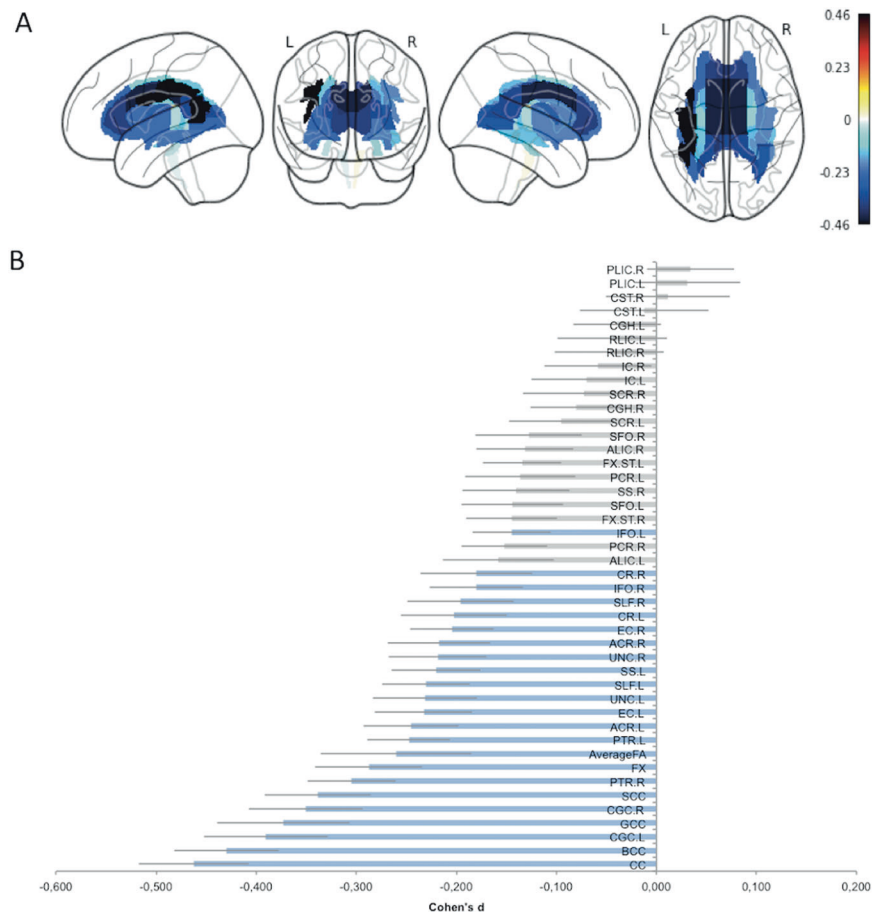 A
L R L R
0.46
0.23
0
-0.23
-0.46
B
PLIC.R
PLIC.L
CST.R
CST.L
CGH.L
RLIC.L
RLIC.R
IC.R
IC.L
SCR.R
CGH.R
SCR.L
SFO.R
ALIC.R
FX.ST.L
PCR.L
SS.R
SFO.L
FX.ST.R
IFO.L
PCR.R
ALIC.L
CR.R
IFO.R
SLF.R
CR.L
EC.R
ACR.R
UNC.R
SS.L
SLF.L
UNC.L
EC.L
ACR.L
PTR.L
AverageFA
FX
PTR.R
SCC
CGC.R
GCC
CGC.L
BCC
CC
-0,600 -0,500 -0,400 -0,300 -0,200 -0,100 0,000 0,100 0,200
Cohen's d